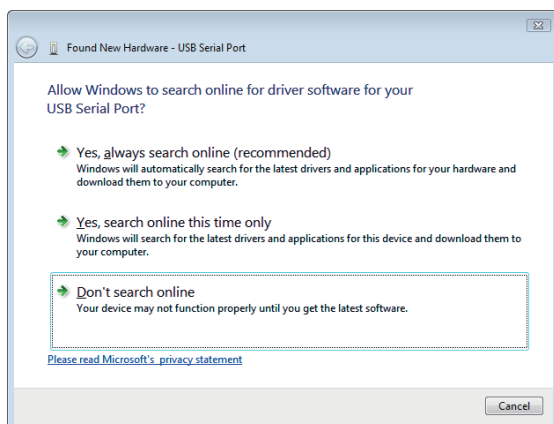 Found New Hardware - USB Serial Port
Allow Windows to search online for driver software for your
USB Serial Port?
Yes, always search online (recommended)
Windows will automatically search for the latest drivers and applications for your hardware and
download them to your computer.
Yes, search online this time only
Windows will search for the latest drivers and applications for this device and download them to
your computer.
Don't search online
Your device may not function properly until you get the latest software.
Please read Microsoft's privacy statement
Cancel